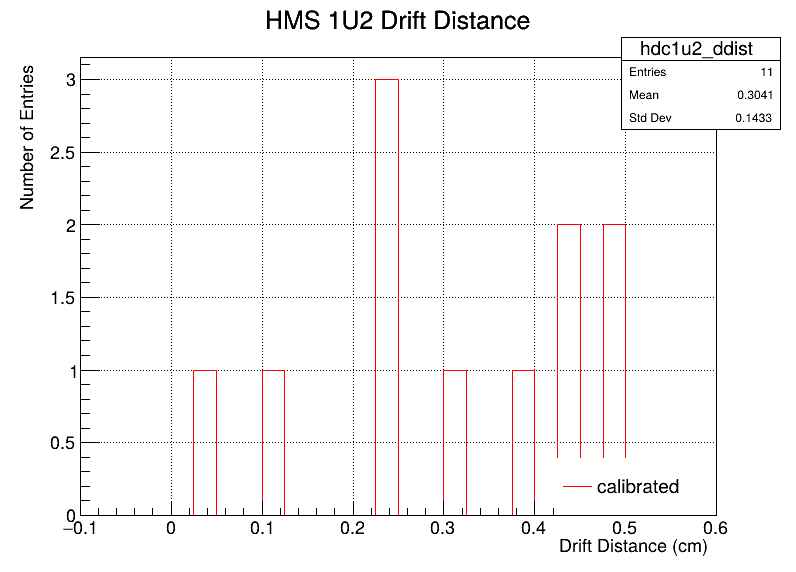 HMS 1U2 Drift Distance
hdc1u2_ddist
Entries 11
Mean 0.3041
Std Dev 0.1433
Number of Entries
3
2.5
2
1.5
1
0.5
0
−0.1 0 0.1 0.2 0.3 0.4 0.5 0.6
Drift Distance (cm)
calibrated